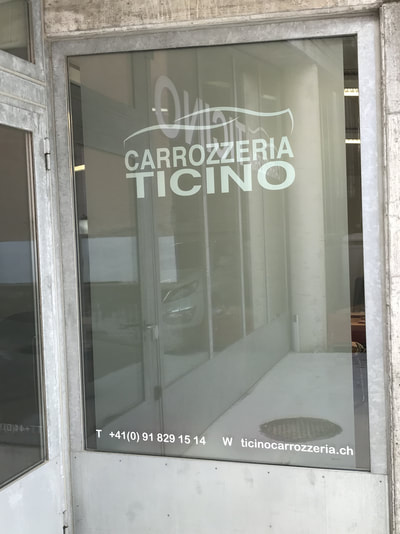 CARROZZERIA
TICINO
T +41(0) 91 829 15 14 W ticinocarrozzeria.ch